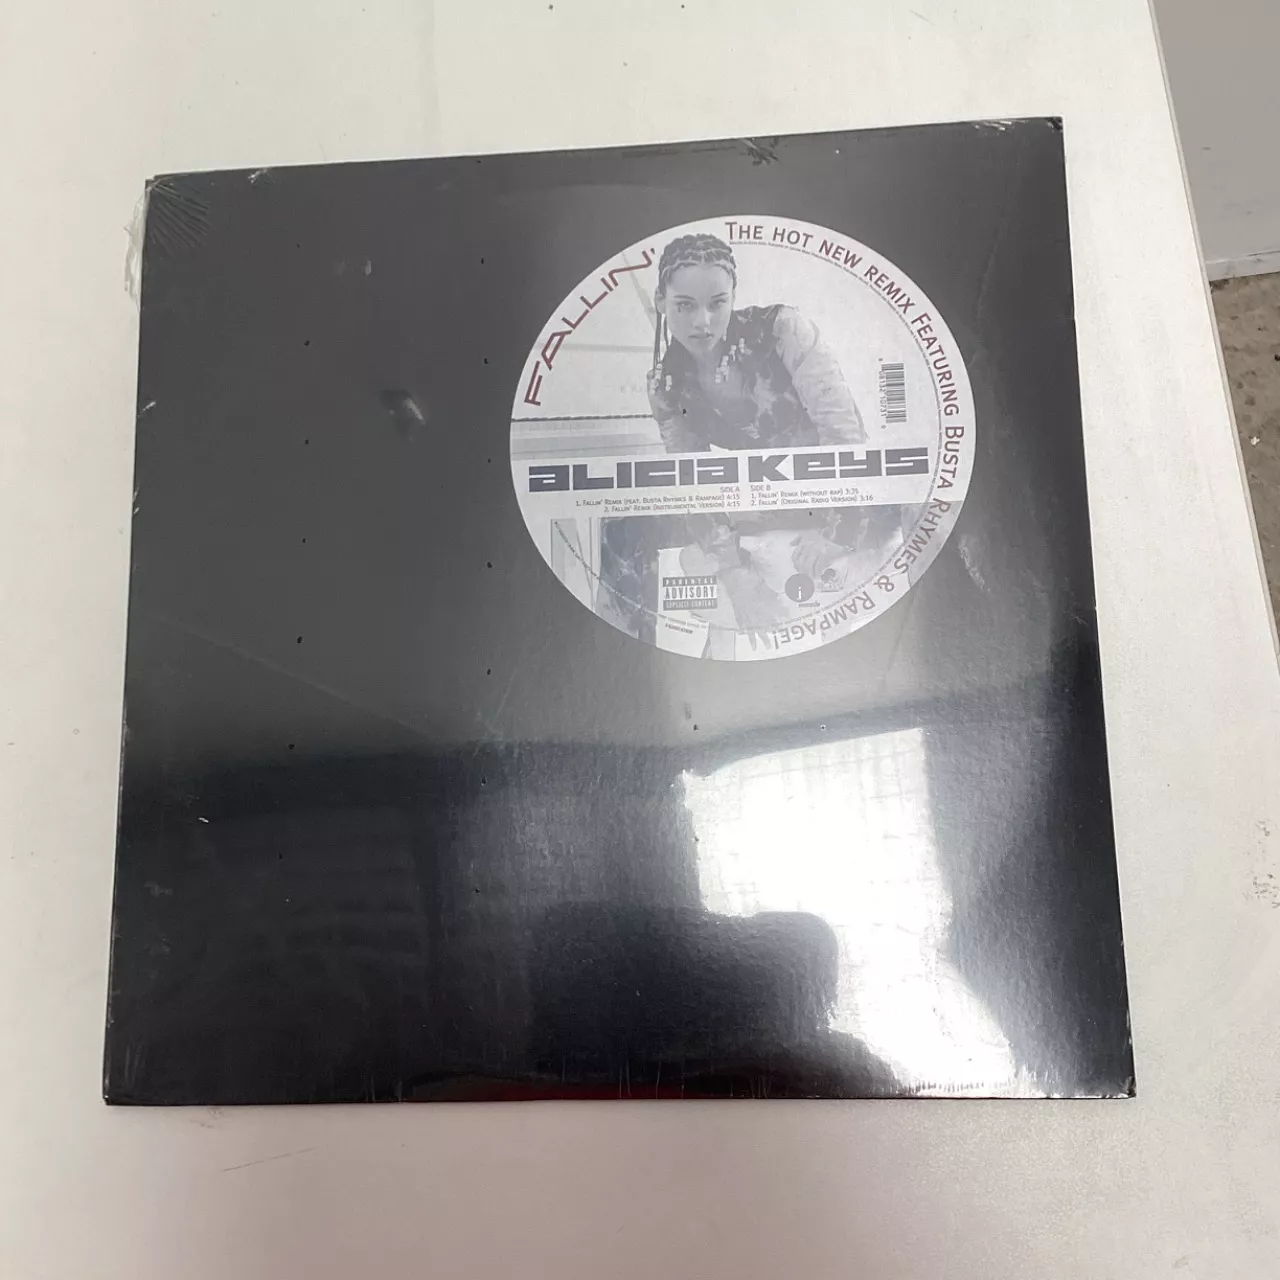 FALLIN'
THE HOT NEW REMIX FEATURING BUSTA RHYMES & RAMPAGE!
ALICIA KEYS
SIDE A
1. FALLIN' REMIX (FEAT. BUSTA RHYMES & RAMPAGE) 4:15
2. FALLIN' REMIX (INSTRUMENTAL VERSION) 4:15
SIDE B
1. FALLIN' REMIX (WITHOUT RAP) 3:35
2. FALLIN' (ORIGINAL RADIO VERSION) 3:16
PARENTAL
ADVISORY
EXPLICIT CONTENT
J